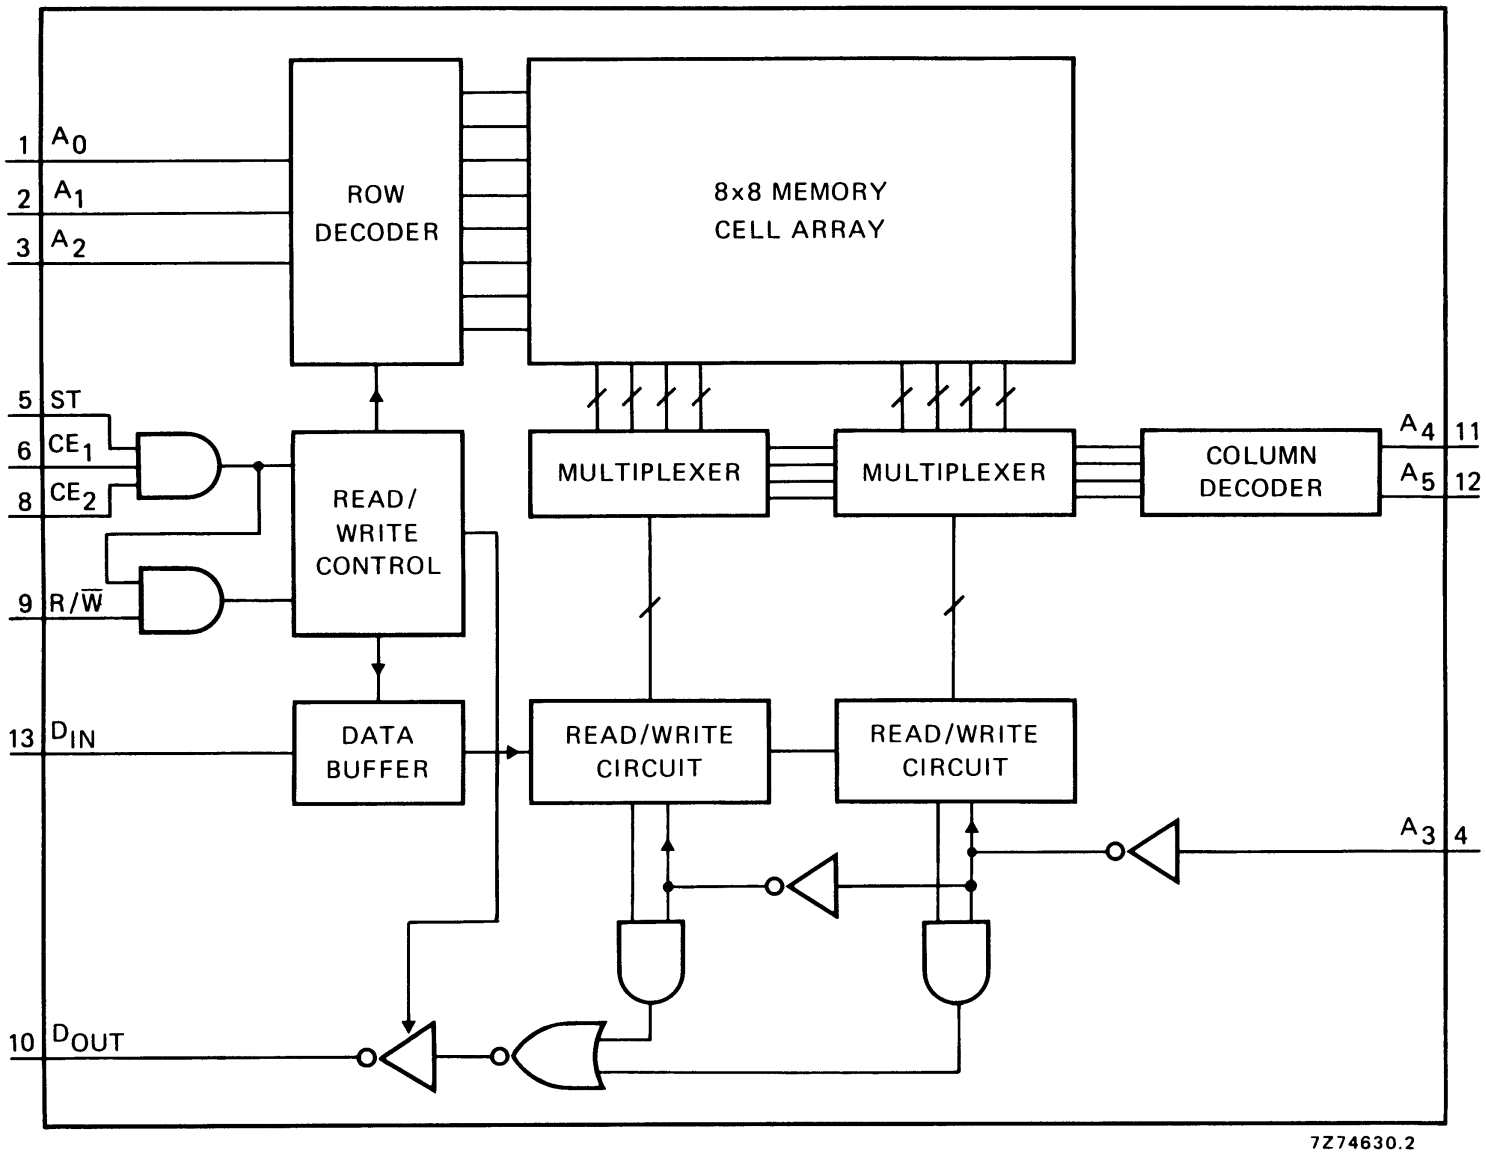 1 A0
2 A1
3 A2
ROW
DECODER
8x8 MEMORY
CELL ARRAY
5 ST
6 CE1
8 CE2
9 R/W̅
READ/
WRITE
CONTROL
MULTIPLEXER
MULTIPLEXER
COLUMN
DECODER
A4 11
A5 12
13 DIN
DATA
BUFFER
READ/WRITE
CIRCUIT
READ/WRITE
CIRCUIT
A3 4
10 DOUT
7Z74630.2